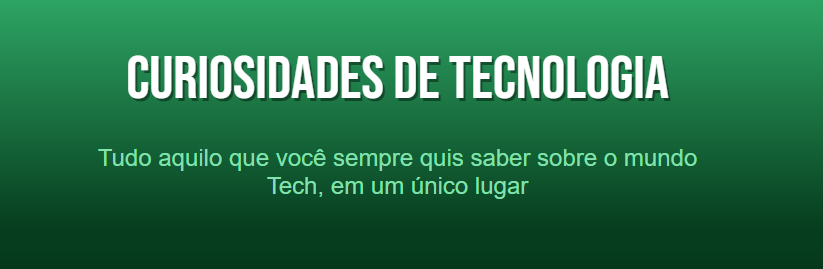 CURIOSIDADES DE TECNOLOGIA
Tudo aquilo que você sempre quis saber sobre o mundo
Tech, em um único lugar